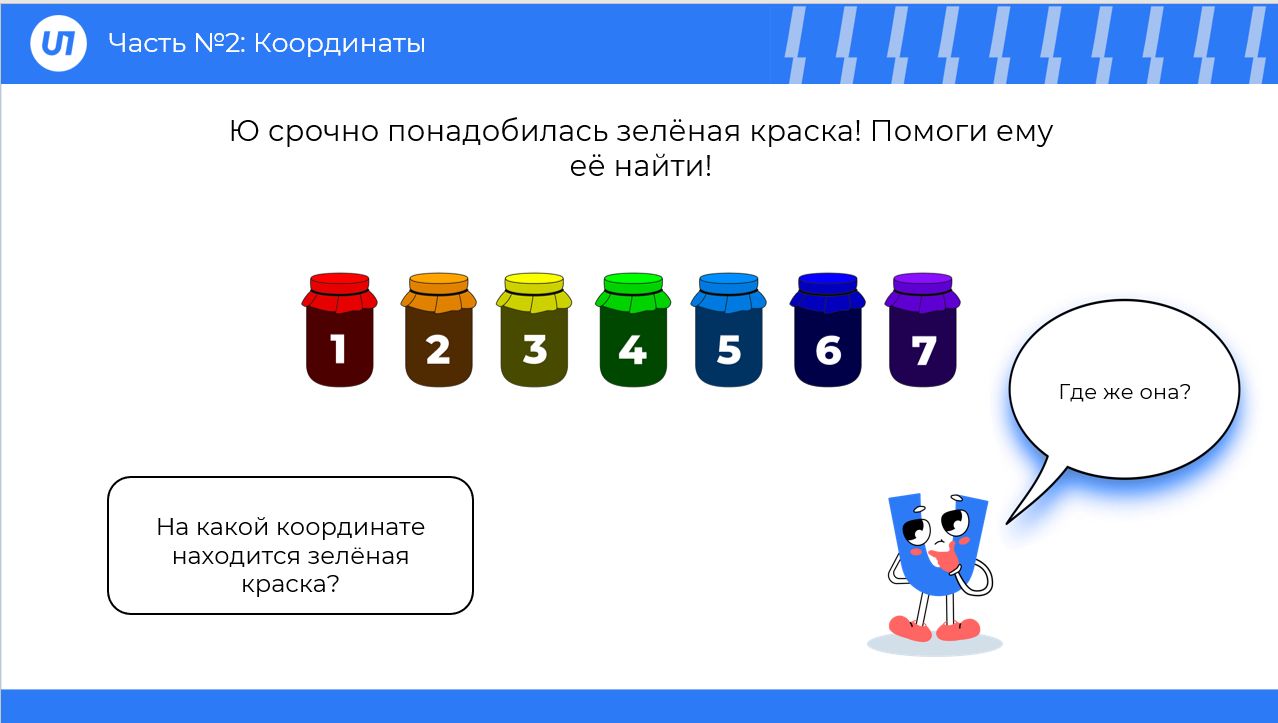 Часть №2: Координаты
Ю срочно понадобилась зелёная краска! Помоги ему
её найти!
1 2 3 4 5 6 7
Где же она?
На какой координате
находится зелёная
краска?